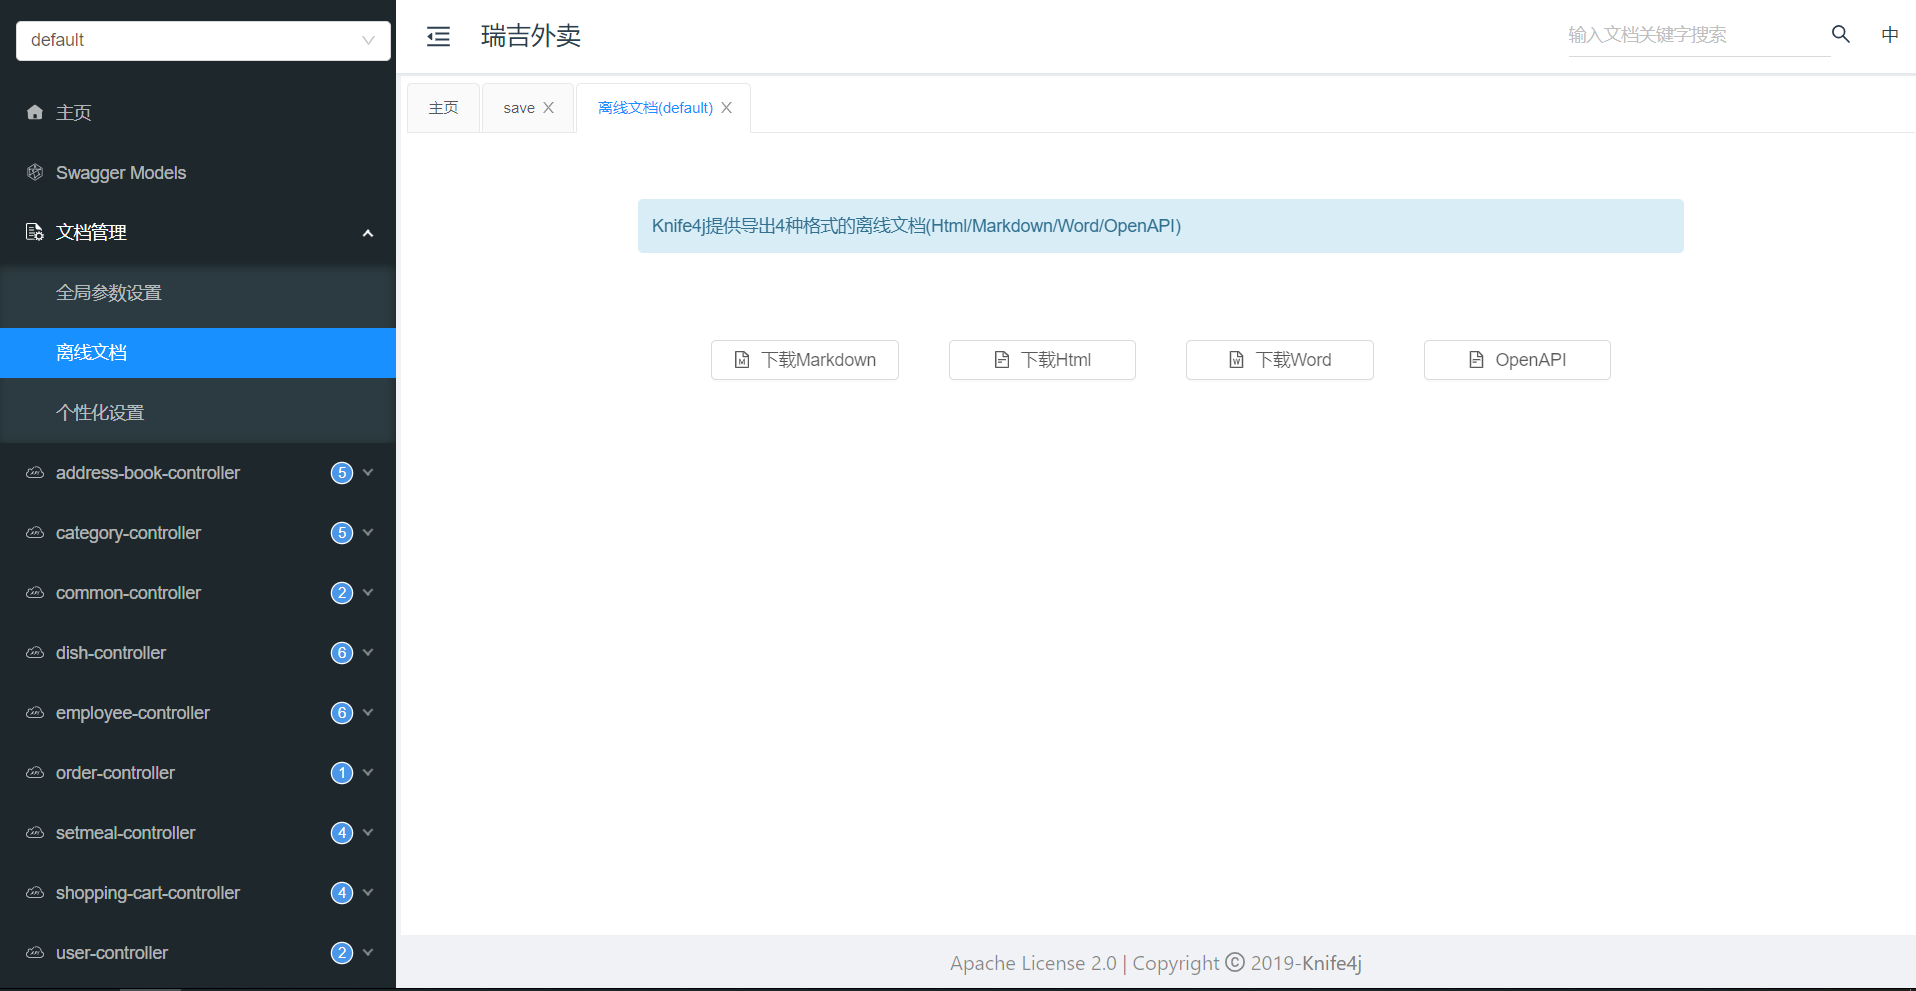 default
主页
Swagger Models
文档管理
全局参数设置
离线文档
个性化设置
address-book-controller 5
category-controller 5
common-controller 2
dish-controller 6
employee-controller 6
order-controller 1
setmeal-controller 4
shopping-cart-controller 4
user-controller 2
瑞吉外卖
输入文档关键字搜索
中
主页 save 离线文档(default)
Knife4j提供导出4种格式的离线文档(Html/Markdown/Word/OpenAPI)
下载Markdown 下载Html 下载Word OpenAPI
Apache License 2.0 | Copyright © 2019-Knife4j